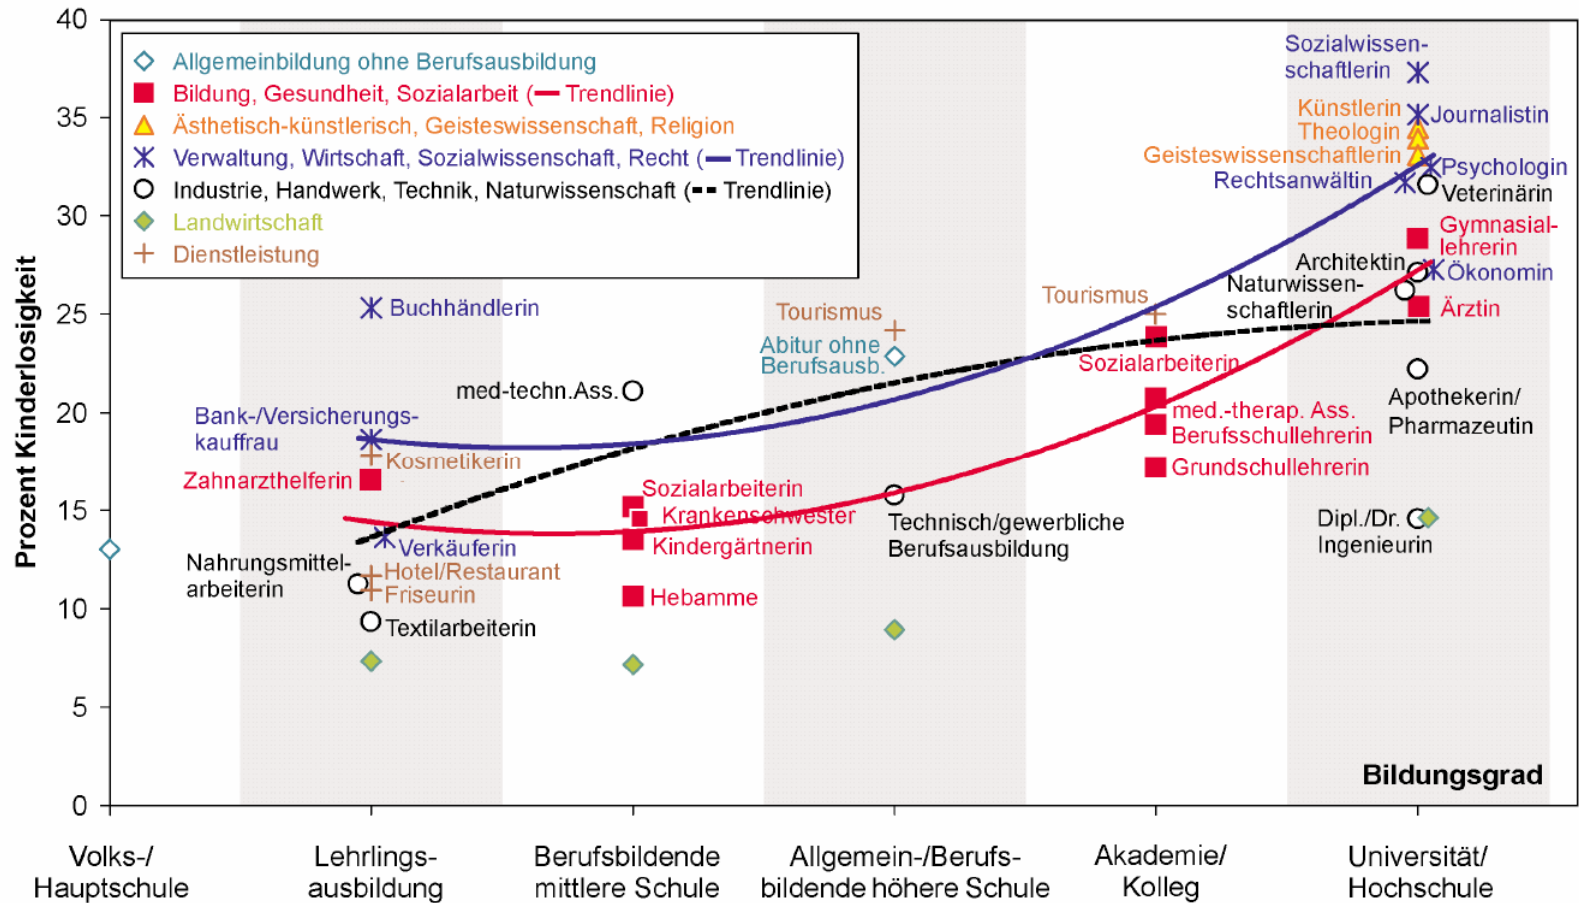 Prozent Kinderlosigkeit
40
35
30
25
20
15
10
5
0
Allgemeinbildung ohne Berufsausbildung
Bildung, Gesundheit, Sozialarbeit (— Trendlinie)
Ästhetisch-künstlerisch, Geisteswissenschaft, Religion
Verwaltung, Wirtschaft, Sozialwissenschaft, Recht (— Trendlinie)
Industrie, Handwerk, Technik, Naturwissenschaft (--- Trendlinie)
Landwirtschaft
Dienstleistung
Buchhändlerin
Bank-/Versicherungs-
kauffrau
Kosmetikerin
Zahnarzthelferin
Verkäuferin
Nahrungsmittel-
arbeiterin
Hotel/Restaurant
Friseurin
Textilarbeiterin
med-techn.Ass.
Sozialarbeiterin
Krankenschwester
Kindergärtnerin
Hebamme
Tourismus
Abitur ohne
Berufsausb.
Technisch/gewerbliche
Berufsausbildung
Tourismus
Sozialarbeiterin
med.-therap. Ass.
Berufsschullehrerin
Grundschullehrerin
Sozialwissen-
schaftlerin
Künstlerin
Journalistin
Theologin
Geisteswissenschaftlerin
Psychologin
Rechtsanwältin
Veterinärin
Gymnasial-
lehrerin
Architektin
Ökonomin
Naturwissen-
schaftlerin
Ärztin
Apothekerin/
Pharmazeutin
Dipl./Dr.
Ingenieurin
Bildungsgrad
Volks-/
Hauptschule
Lehrlings-
ausbildung
Berufsbildende
mittlere Schule
Allgemein-/Berufs-
bildende höhere Schule
Akademie/
Kolleg
Universität/
Hochschule